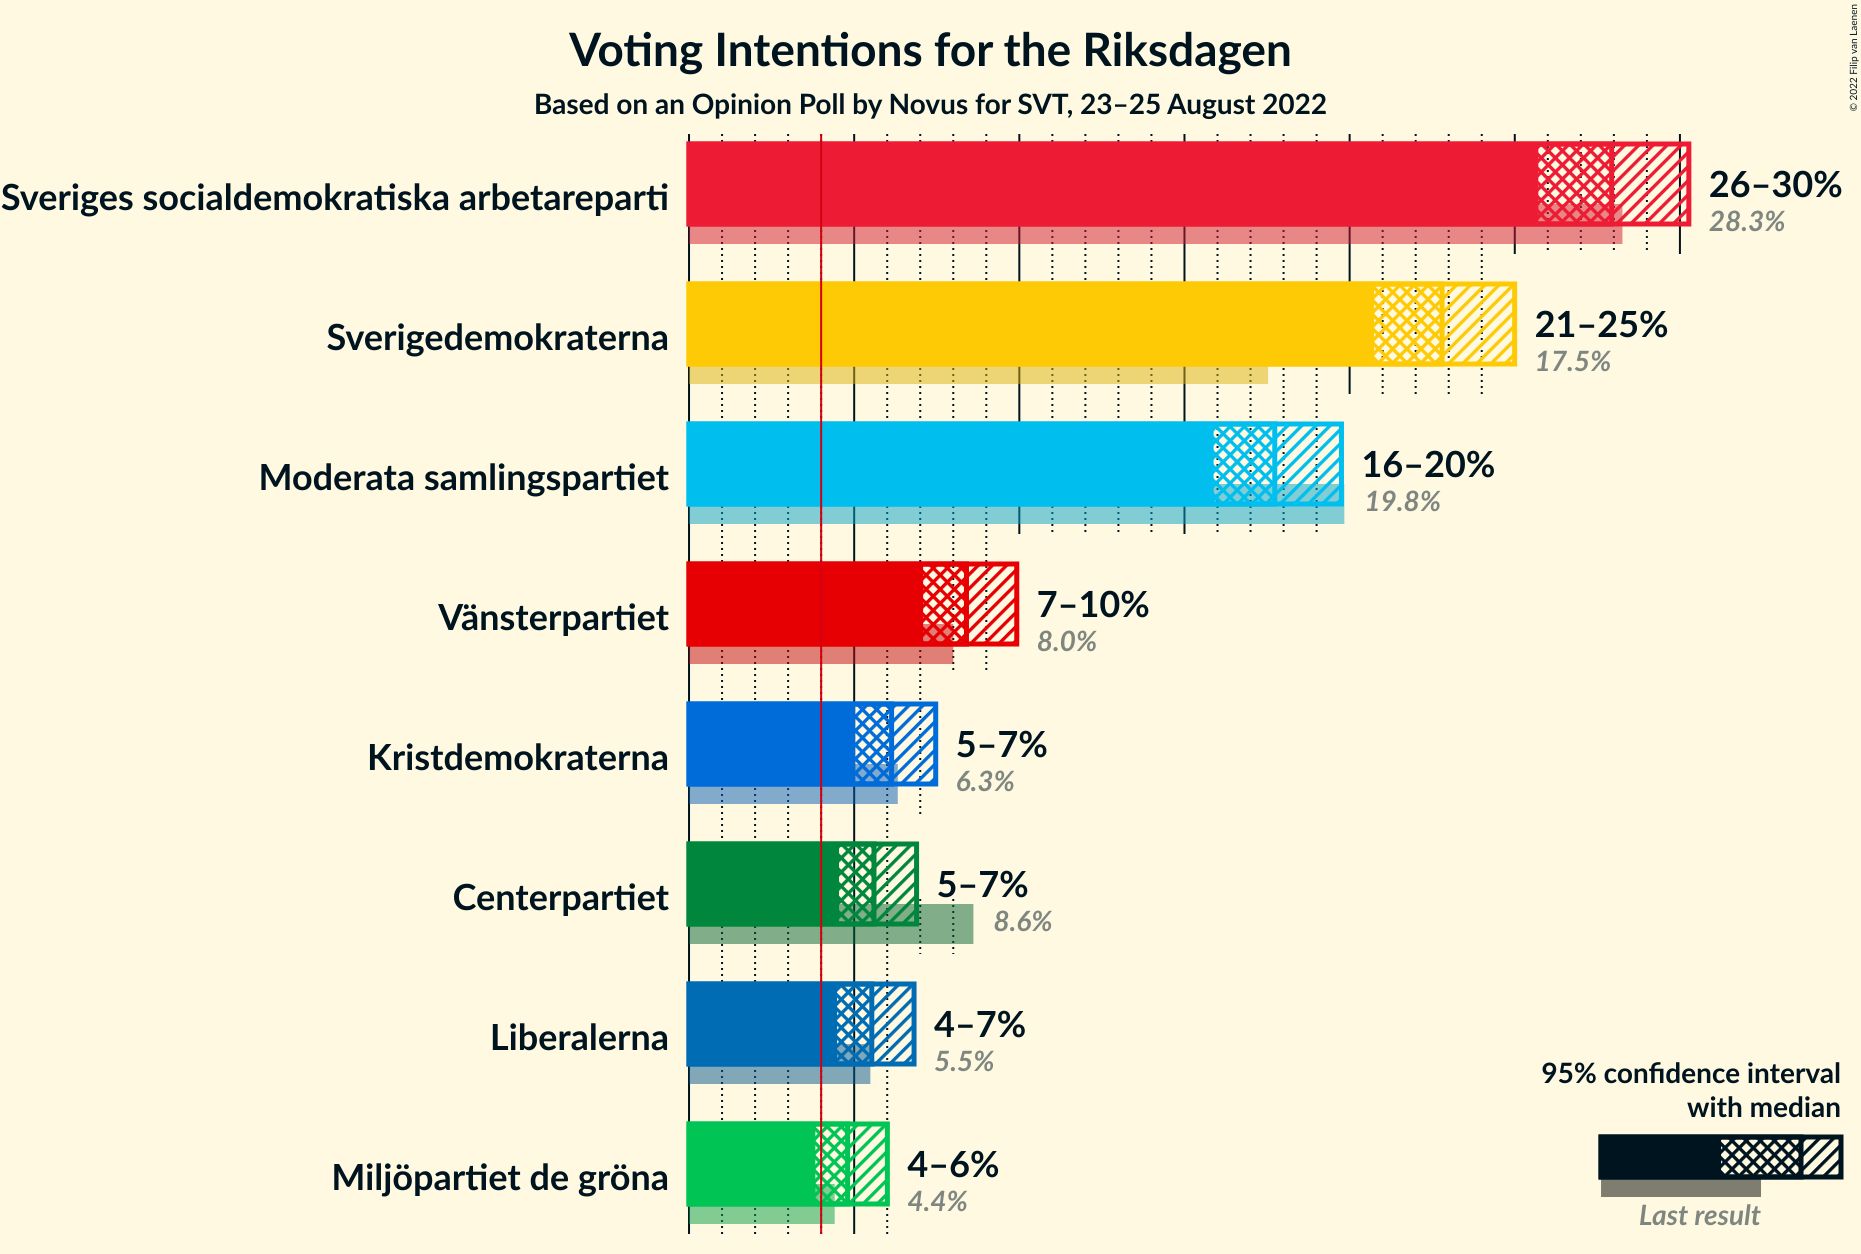 Voting Intentions for the Riksdagen
Based on an Opinion Poll by Novus for SVT, 23–25 August 2022
© 2022 Filip van Laenen
Sveriges socialdemokratiska arbetareparti
26–30%
28.3%
Sverigedemokraterna
21–25%
17.5%
Moderata samlingspartiet
16–20%
19.8%
Vänsterpartiet
7–10%
8.0%
Kristdemokraterna
5–7%
6.3%
Centerpartiet
5–7%
8.6%
Liberalerna
4–7%
5.5%
Miljöpartiet de gröna
4–6%
4.4%
95% confidence interval
with median
Last result